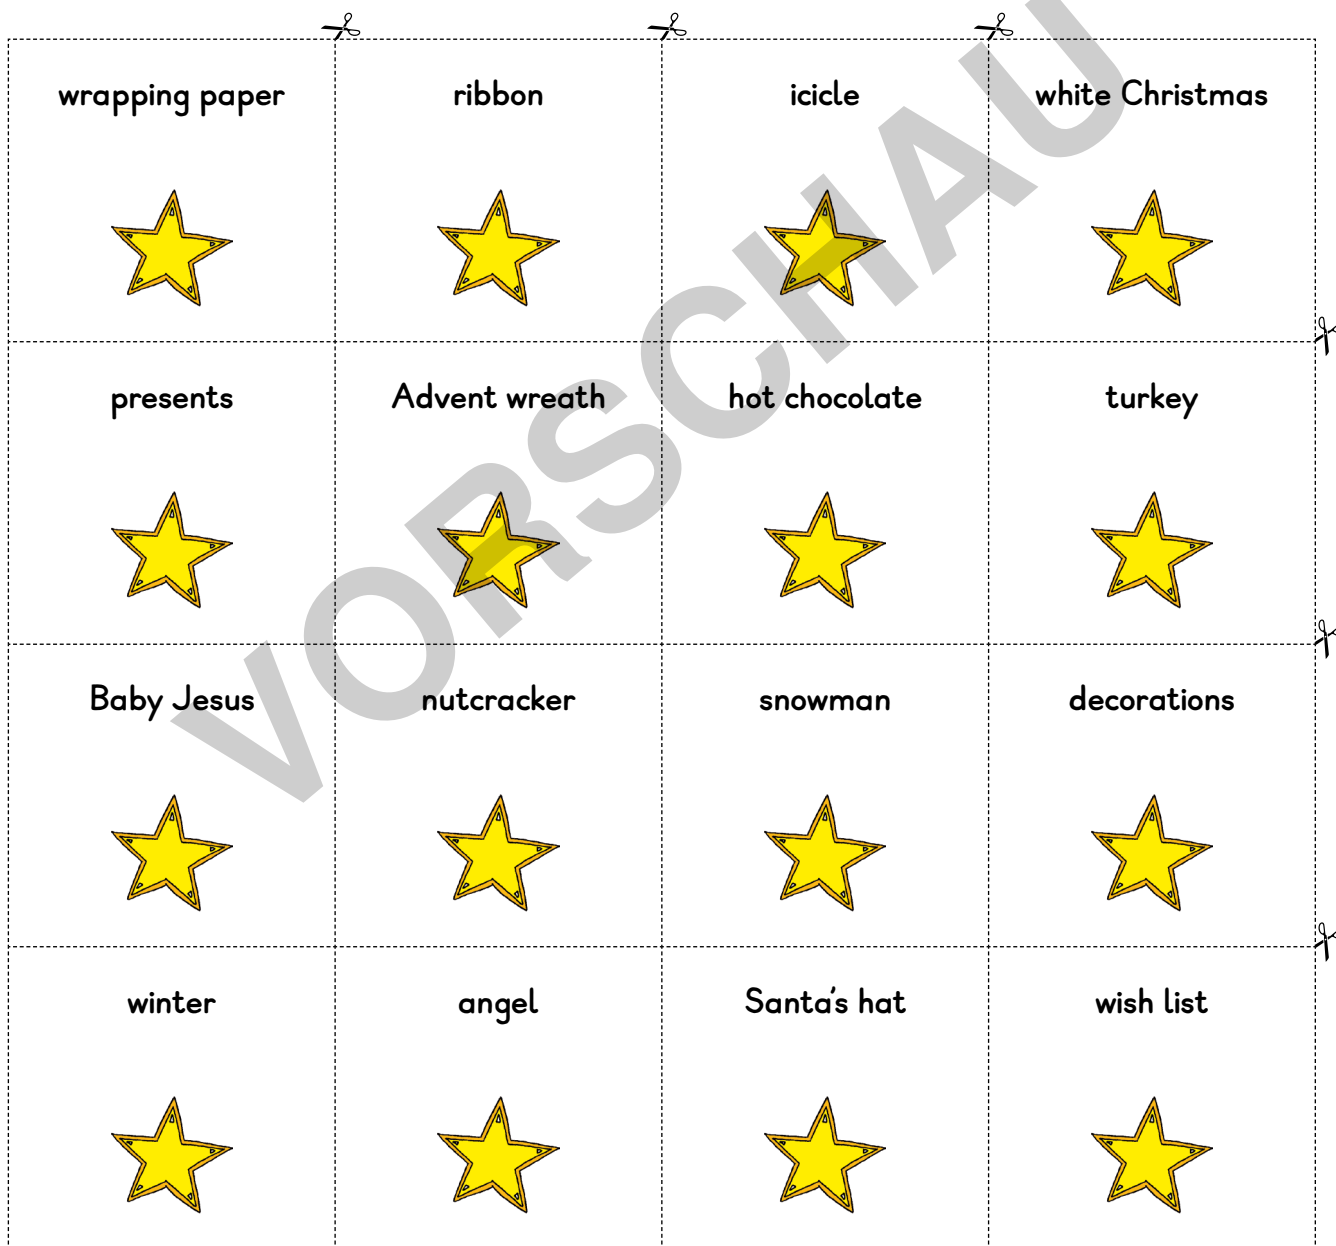 wrapping paper
ribbon
icicle
white Christmas
presents
Advent wreath
hot chocolate
turkey
Baby Jesus
nutcracker
snowman
decorations
winter
angel
Santa's hat
wish list
VORSCHAU